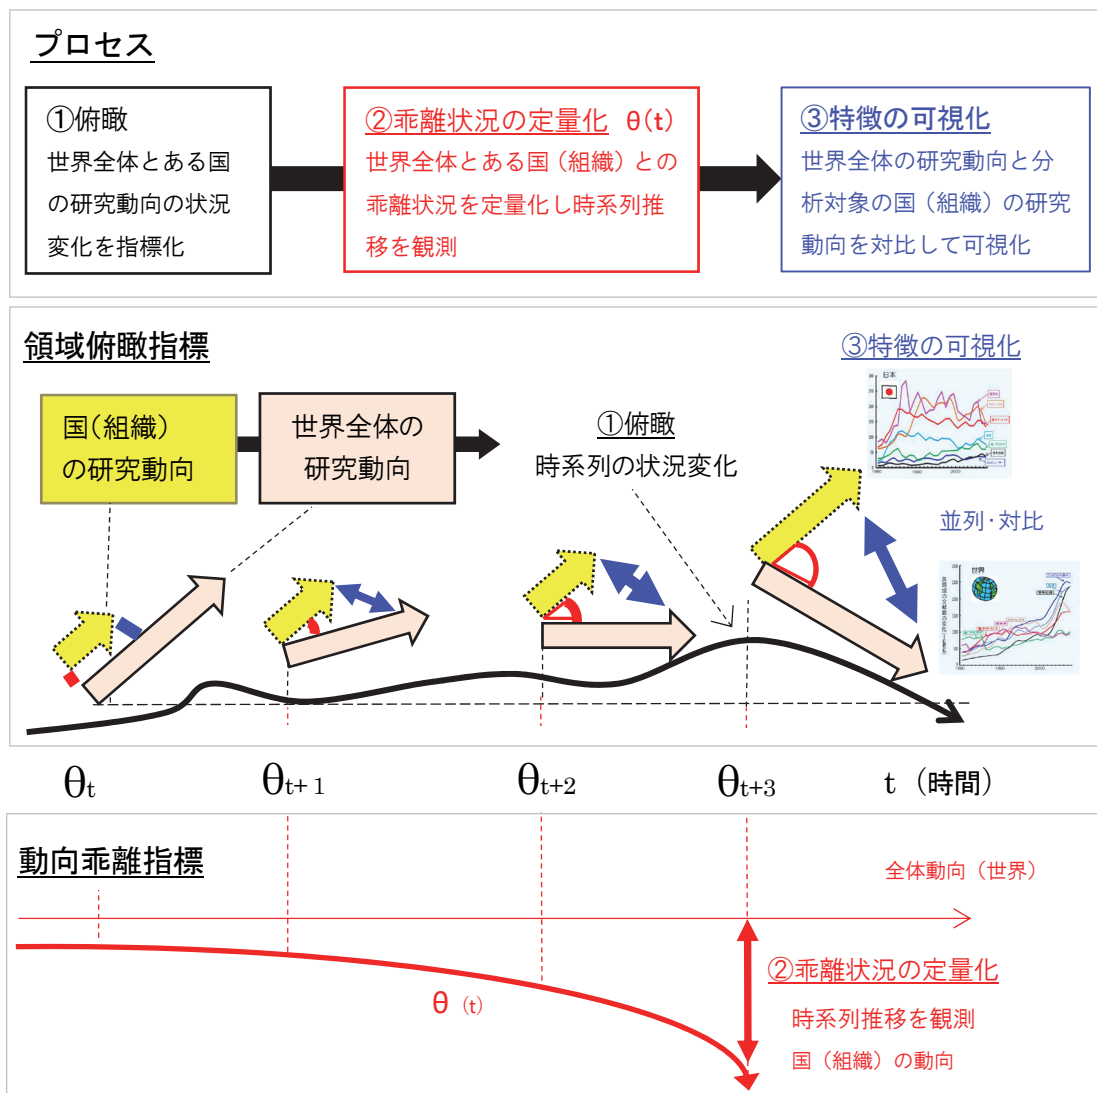 プロセス
①俯瞰
世界全体とある国
の研究動向の状況
変化を指標化
②乖離状況の定量化 θ(t)
世界全体とある国(組織)との
乖離状況を定量化し時系列推
移を観測
③特徴の可視化
世界全体の研究動向と分
析対象の国(組織)の研究
動向を対比して可視化
領域俯瞰指標
国(組織)
の研究動向
世界全体の
研究動向
①俯瞰
時系列の状況変化
③特徴の可視化
日本
並列・対比
世界
θt
θt+1
θt+2
θt+3
t (時間)
動向乖離指標
全体動向(世界)
θ (t)
②乖離状況の定量化
時系列推移を観測
国(組織)の動向